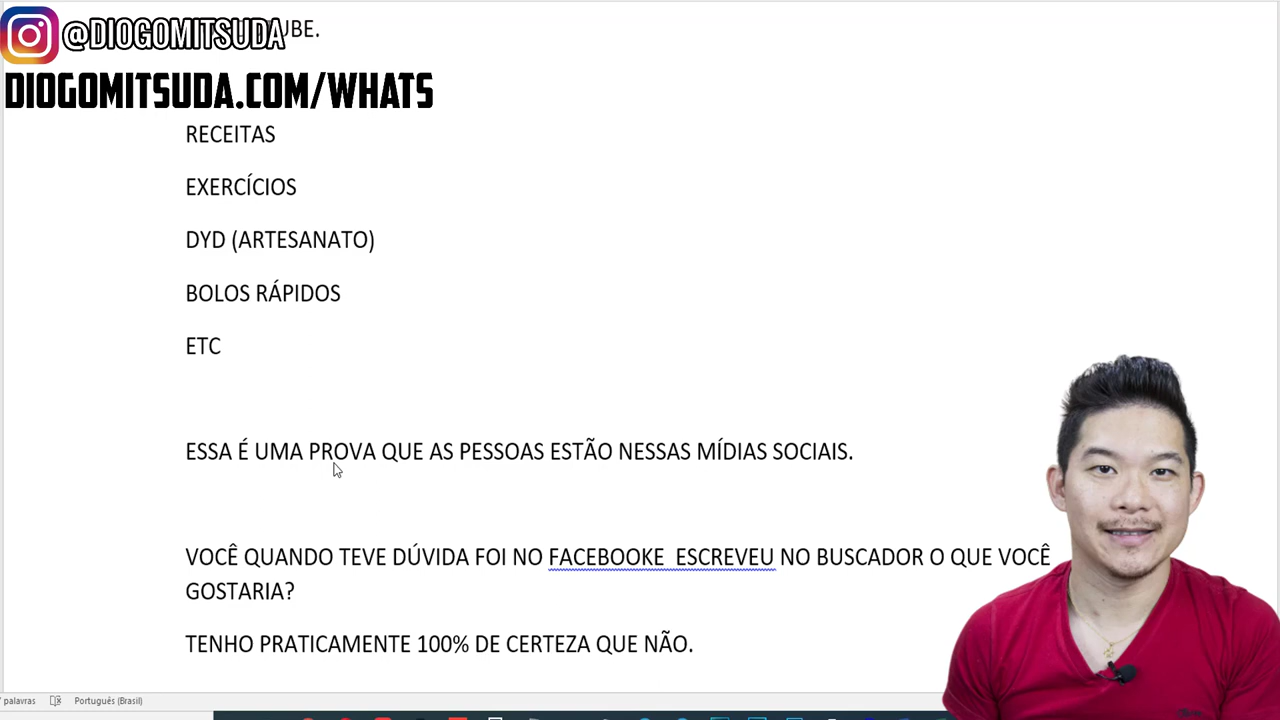 @DIOGOMITSUDA UBE.
DIOGOMITSUDA.COM/WHATS
RECEITAS
EXERCÍCIOS
DYD (ARTESANATO)
BOLOS RÁPIDOS
ETC
ESSA É UMA PROVA QUE AS PESSOAS ESTÃO NESSAS MÍDIAS SOCIAIS.
VOCÊ QUANDO TEVE DÚVIDA FOI NO FACEBOOKE ESCREVEU NO BUSCADOR O QUE VOCÊ
GOSTARIA?
TENHO PRATICAMENTE 100% DE CERTEZA QUE NÃO.
palavras Português (Brasil)